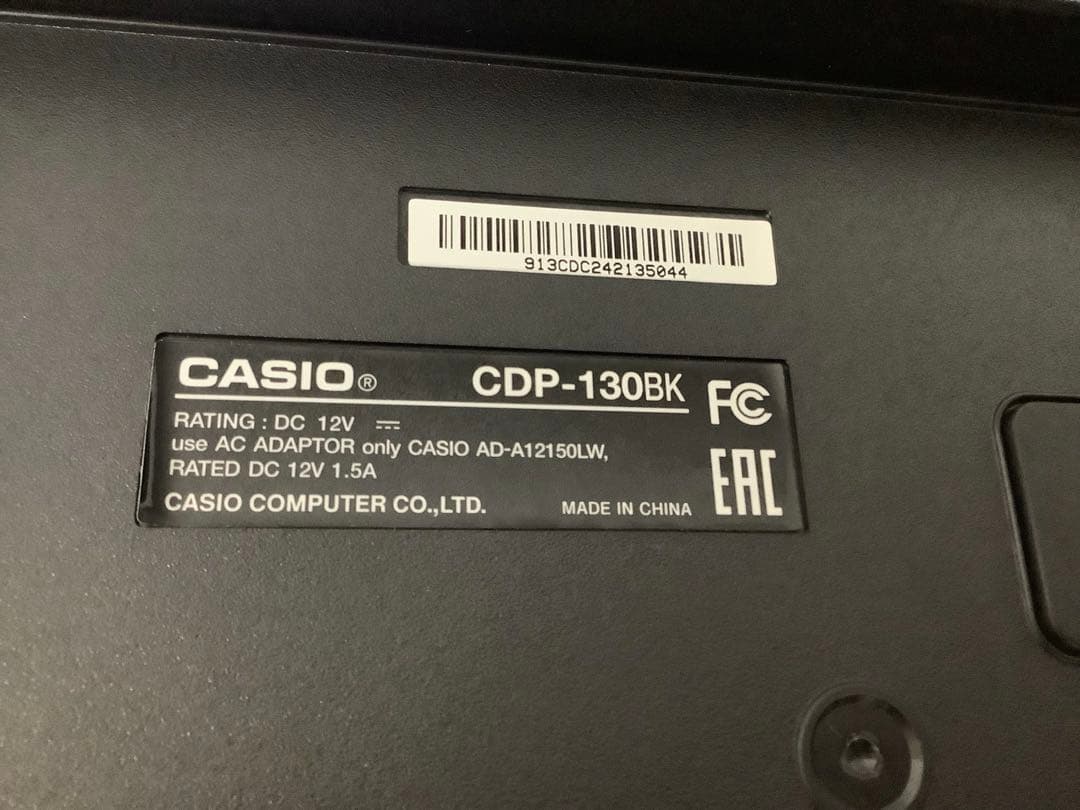 913CDC242135044
CASIO® CDP-130BK FC
RATING : DC 12V ⎓
use AC ADAPTOR only CASIO AD-A12150LW,
RATED DC 12V 1.5A
EAC
CASIO COMPUTER CO.,LTD. MADE IN CHINA